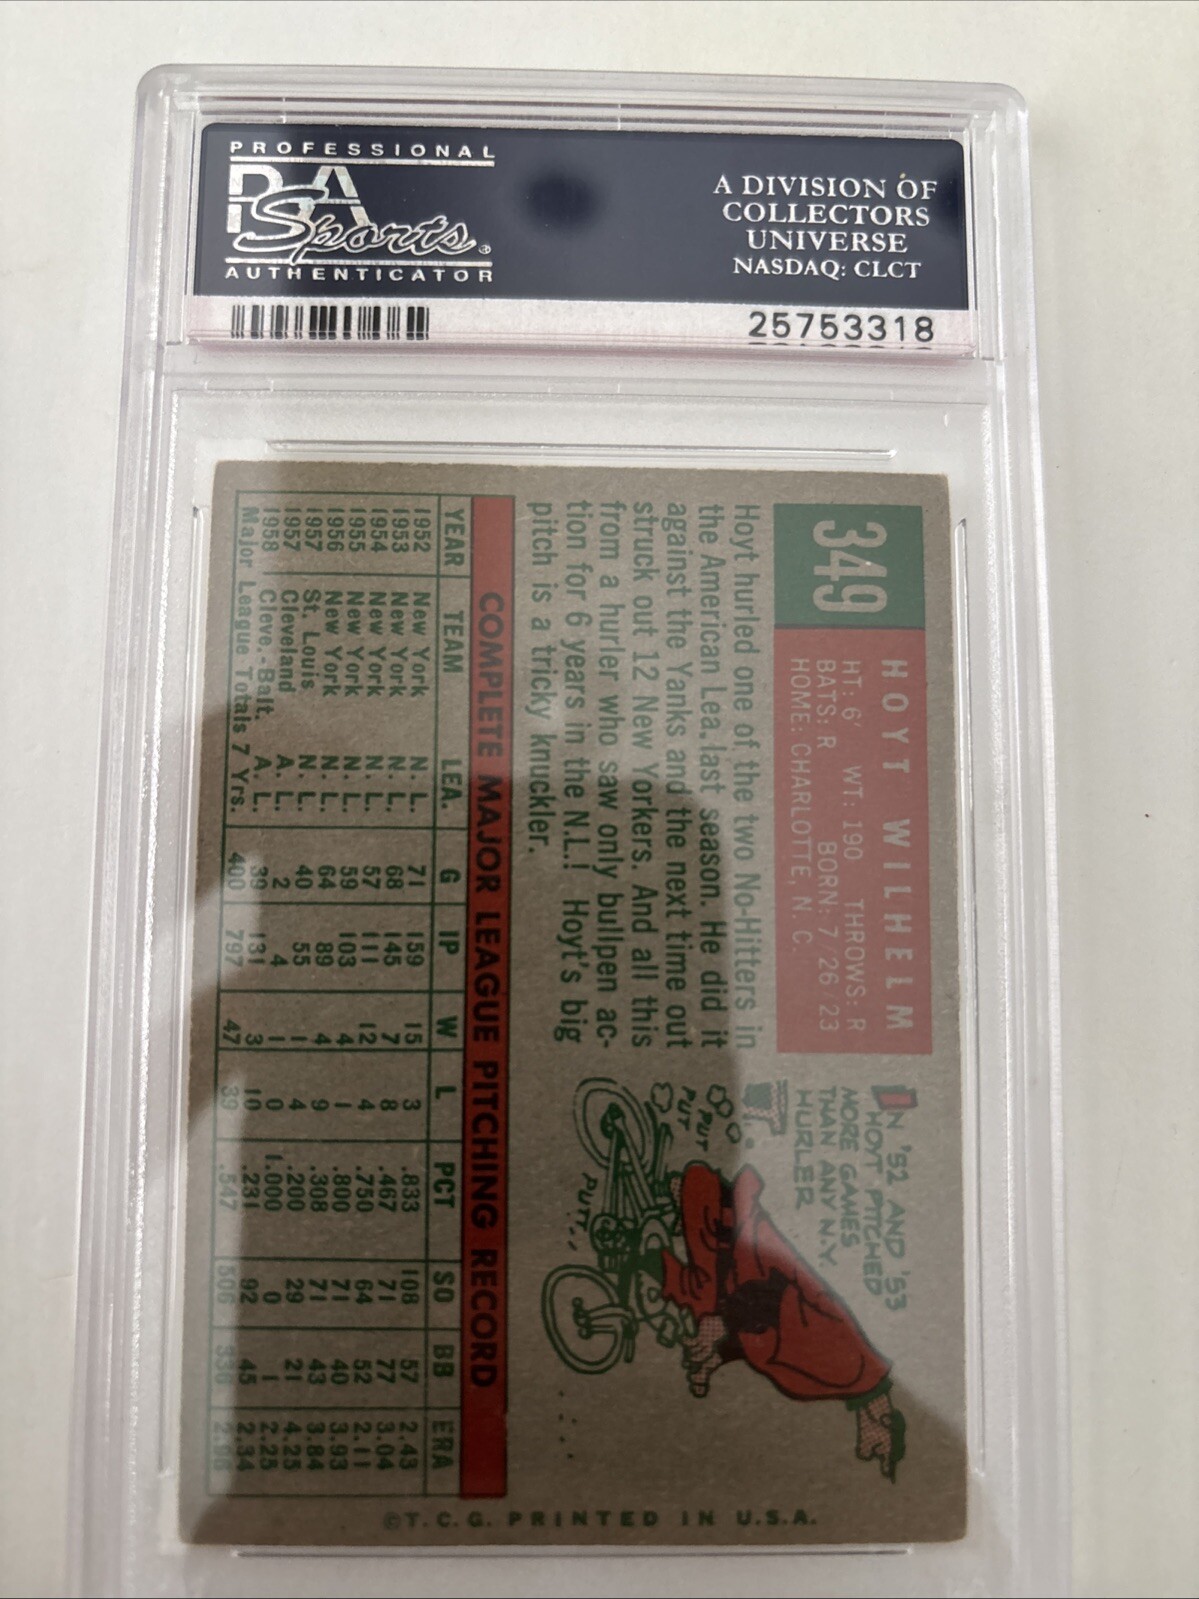 PROFESSIONAL
PSA
Sports®
AUTHENTICATOR
A DIVISION OF
COLLECTORS
UNIVERSE
NASDAQ: CLCT
25753318
349
HOYT WILHELM
HT: 6' WT: 190 THROWS: R
BATS: R BORN: 7/26/23
HOME: CHARLOTTE, N. C.
Hoyt hurled one of the two No-Hitters in
the American Lea. last season. He did it
against the Yanks and the next time out
struck out 12 New Yorkers. And all this
from a hurler who saw only bullpen ac-
tion for 6 years in the N.L.! Hoyt's big
pitch is a tricky knuckler.
IN '52 AND '53
HOYT PITCHED
MORE GAMES
THAN ANY N.Y.
HURLER
PUT
PUT
PUT
PUTT..
COMPLETE MAJOR LEAGUE PITCHING RECORD
YEAR TEAM LEA. G IP W L PCT SO BB ERA
1952 New York N. L. 71 159 15 3 .833 108 57 2.43
1953 New York N. L. 68 145 7 8 .467 71 77 3.04
1954 New York N. L. 57 111 12 4 .750 64 52 2.11
1955 New York N. L. 59 103 4 1 .800 71 40 3.93
1956 New York N. L. 64 89 4 9 .308 71 43 3.84
1957 St. Louis N. L. 40 55 1 4 .200 29 21 4.25
1957 Cleveland A. L. 2 4 1 0 1.000 0 1 2.25
1958 Cleve.-Balt. A. L. 39 131 3 10 .231 92 45 2.34
Major League Totals 7 Yrs. 400 797 47 39 .547 506 336 2.96
©T.C.G. PRINTED IN U.S.A.